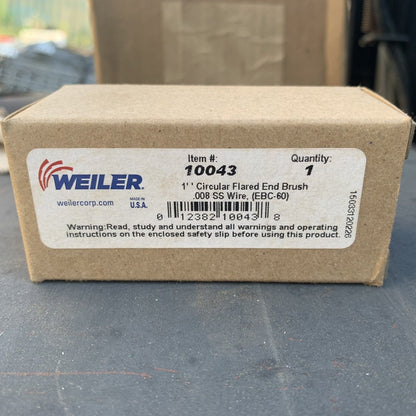 Item #:
Quantity:
10043
1
WEILER
1'' Circular Flared End Brush
.008 SS Wire, (EBC-60)
weilercorp.com
MADE IN
U.S.A.
0 12382 10043 8
Warning:Read, study and understand all warnings and operating
instructions on the enclosed safety slip before using this product.
1503120226